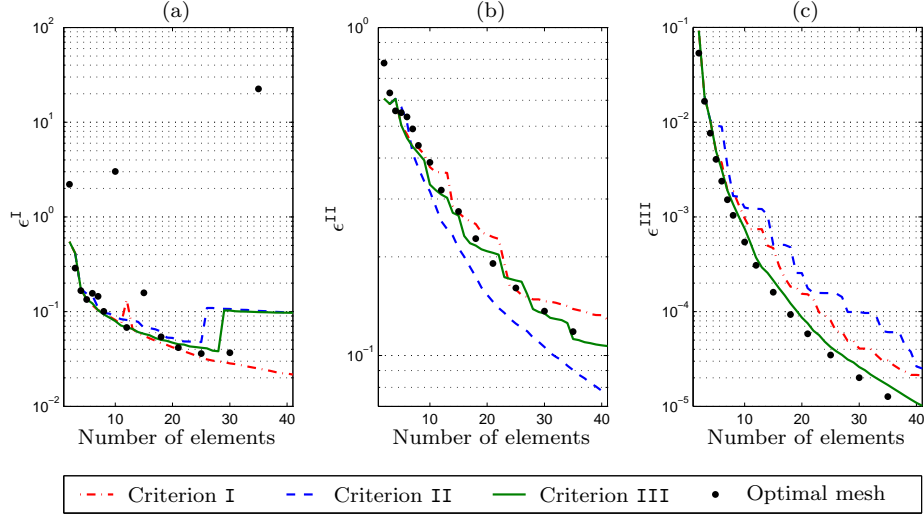 (a)
10^2
10^1
10^0
10^-1
10^-2
ϵ^I
10 20 30 40
Number of elements
(b)
10^0
10^-1
ϵ^II
10 20 30 40
Number of elements
(c)
10^-1
10^-2
10^-3
10^-4
10^-5
ϵ^III
10 20 30 40
Number of elements
Criterion I Criterion II Criterion III Optimal mesh